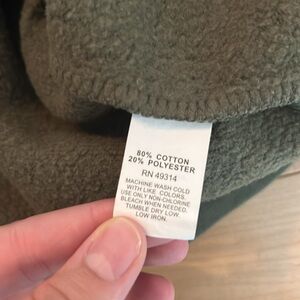 80% COTTON
20% POLYESTER
RN 49314
MACHINE WASH COLD
WITH LIKE COLORS.
USE ONLY NON-CHLORINE
BLEACH WHEN NEEDED.
TUMBLE DRY LOW.
LOW IRON.